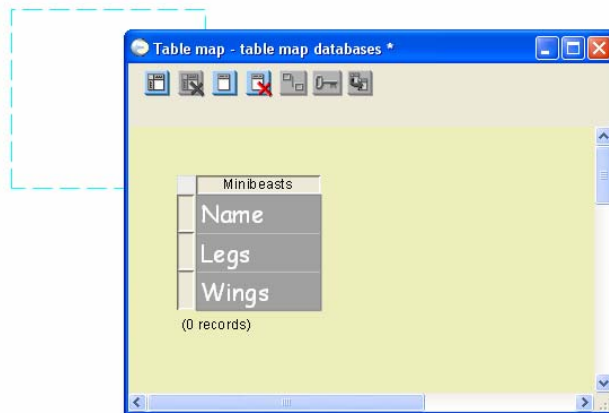 Table map - table map databases *
Minibeasts
Name
Legs
Wings
(0 records)